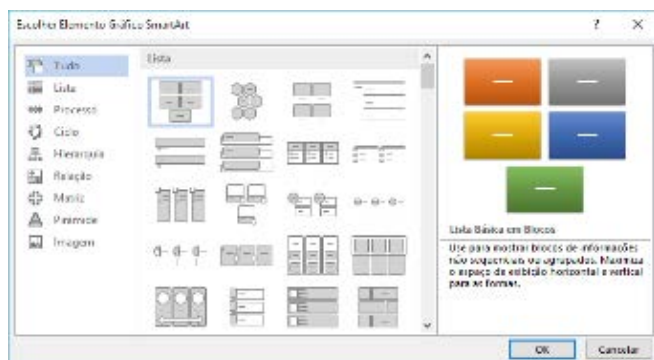 Escolher Elemento Gráfico SmartArt
? ×
Tudo
Lista
Processo
Ciclo
Hierarquia
Relação
Matriz
Pirâmide
Imagem
Lista
Lista Básica em Blocos
Use para mostrar blocos de informações
não sequenciais ou agrupados. Maximiza
o espaço de exibição horizontal e vertical
para as formas.
OK
Cancelar